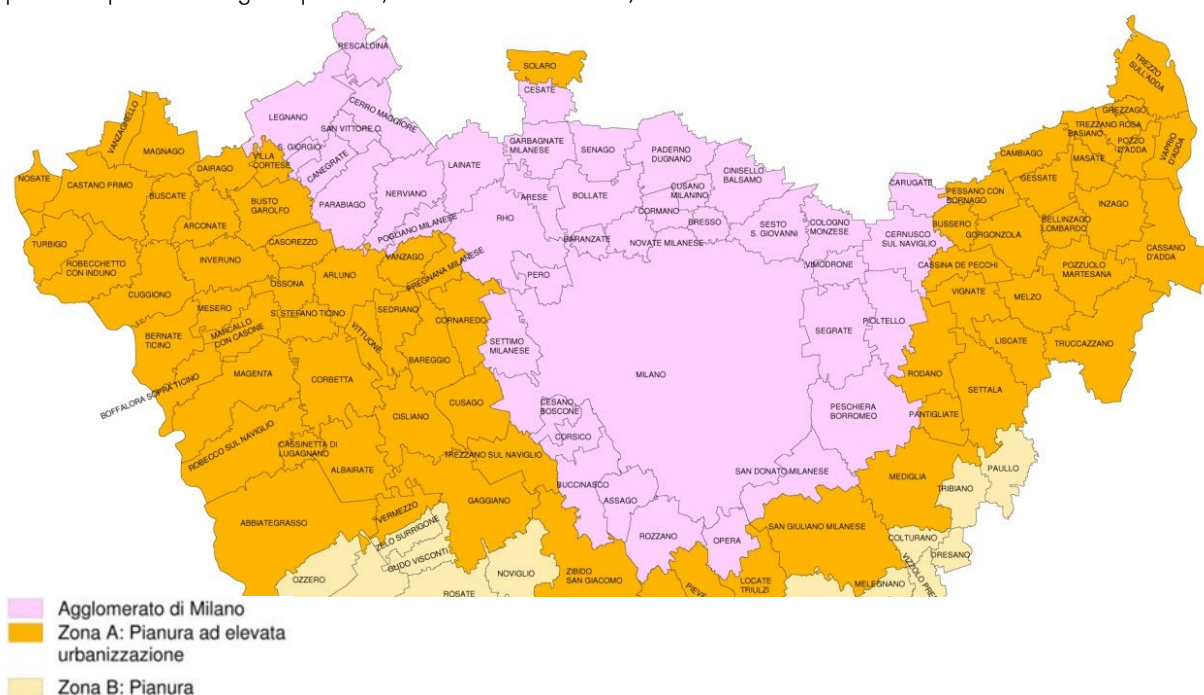 RESCALDINA
SOLARO
CESATE
TREZZO
SULL'ADDA
LEGNANO
CERRO MAGGIORE
SAN VITTORE O.
VANZAGHELLO
MAGNAGO
S. GIORGIO
VILLA
CORTESE
CANEGRATE
DAIRAGO
NOSATE
CASTANO PRIMO
BUSCATE
BUSTO
GAROLFO
PARABIAGO
NERVIANO
LAINATE
GARBAGNATE
MILANESE
SENAGO
PADERNO
DUGNANO
CINISELLO
BALSAMO
CUSANO
MILANINO
ARESE
BOLLATE
CORMANO
BRESSO
RHO
POGLIANO MILANESE
BARANZATE
NOVATE MILANESE
SESTO
S. GIOVANNI
COLOGNO
MONZESE
CARUGATE
CERNUSCO
SUL NAVIGLIO
VIMODRONE
GREZZAGO
TREZZANO ROSA
BASIANO
POZZO
D'ADDA
VAPRIO
D'ADDA
CAMBIAGO
MASATE
GESSATE
PESSANO CON
BORNAGO
INZAGO
BUSSERO
GORGONZOLA
BELLINZAGO
LOMBARDO
CASSANO
D'ADDA
CASSINA DE PECCHI
POZZUOLO
MARTESANA
VIGNATE
MELZO
TURBIGO
ARCONATE
ROBECCHETTO
CON INDUNO
INVERUNO
CASOREZZO
VANZAGO
PREGNANA MILANESE
PERO
CUGGIONO
OSSONA
ARLUNO
MESERO
S. STEFANO TICINO
SEDRIANO
CORNAREDO
BERNATE
TICINO
MARCALLO
CON CASONE
VITTUONE
BAREGGIO
SETTIMO
MILANESE
SEGRATE
PIOLTELLO
LISCATE
TRUCCAZZANO
BOFFALORA SOPRA TICINO
MAGENTA
CORBETTA
MILANO
RODANO
SETTALA
CISLIANO
CUSAGO
CESANO
BOSCONE
CORSICO
PESCHIERA
BORROMEO
PANTIGLIATE
ROBECCO SUL NAVIGLIO
CASSINETTA DI
LUGAGNANO
ALBAIRATE
TREZZANO SUL NAVIGLIO
SAN DONATO MILANESE
MEDIGLIA
PAULLO
TRIBIANO
BUCCINASCO
ASSAGO
ABBIATEGRASSO
VERMEZZO
GAGGIANO
ZELO SURRIGONE
GUDO VISCONTI
ROZZANO
OPERA
SAN GIULIANO MILANESE
COLTURANO
DRESANO
OZZERO
ROSATE
NOVIGLIO
ZIBIDO
SAN GIACOMO
LOCATE
TRIULZI
MELEGNANO
Agglomerato di Milano
Zona A: Pianura ad elevata
urbanizzazione
Zona B: Pianura